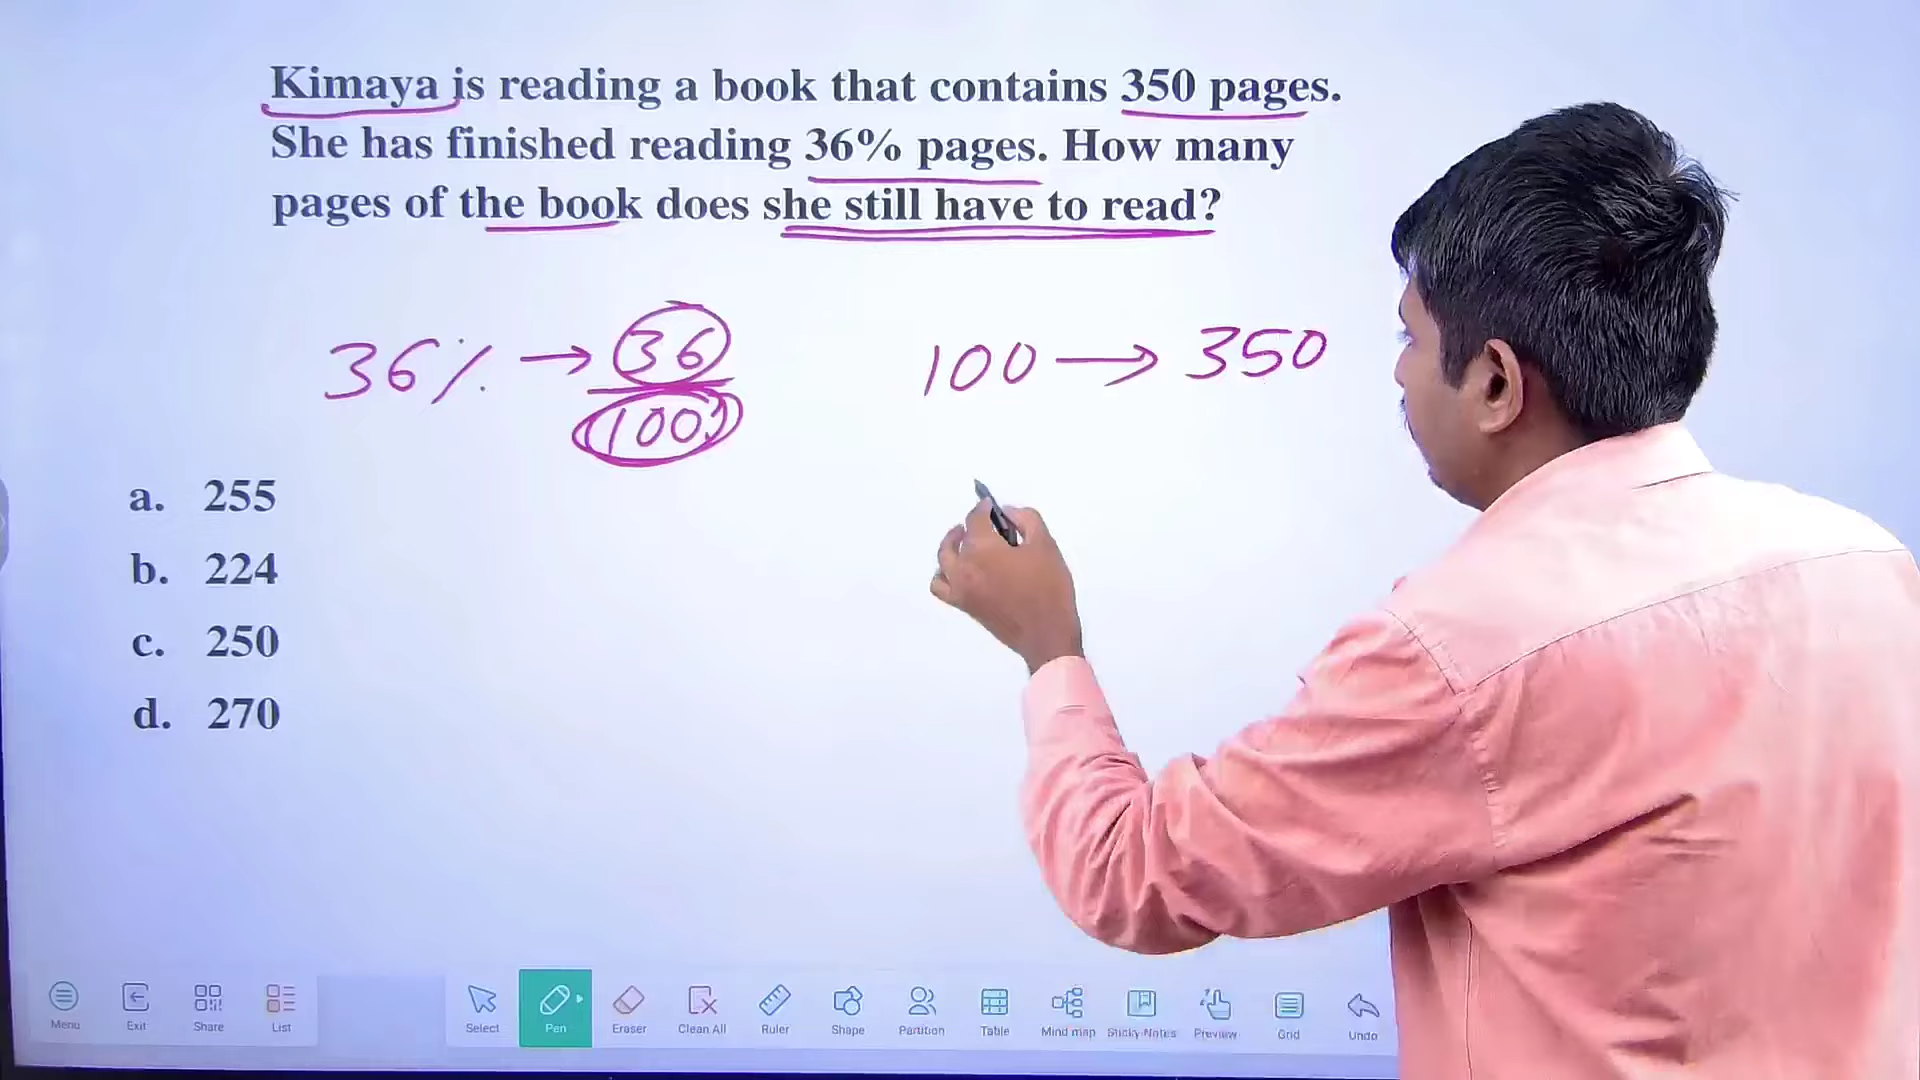 Kimaya is reading a book that contains 350 pages.
She has finished reading 36% pages. How many
pages of the book does she still have to read?
36% → 36
100
100 → 350
a. 255
b. 224
c. 250
d. 270
Menu Exit Share List Select Pen Eraser Clean All Ruler Shape Partition Table Mind map Sticky Notes Preview Grid Undo